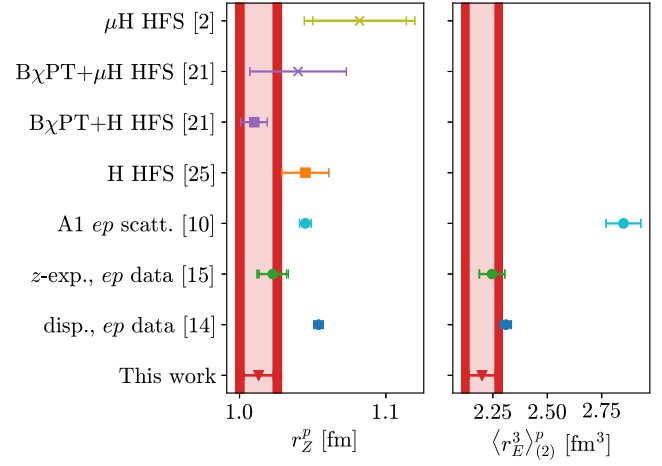 μH HFS [2]
BχPT+μH HFS [21]
BχPT+H HFS [21]
H HFS [25]
A1 ep scatt. [10]
z-exp., ep data [15]
disp., ep data [14]
This work
1.0 1.1
2.25 2.50 2.75
r_Z^p [fm]
⟨r_E^3⟩_(2)^p [fm³]